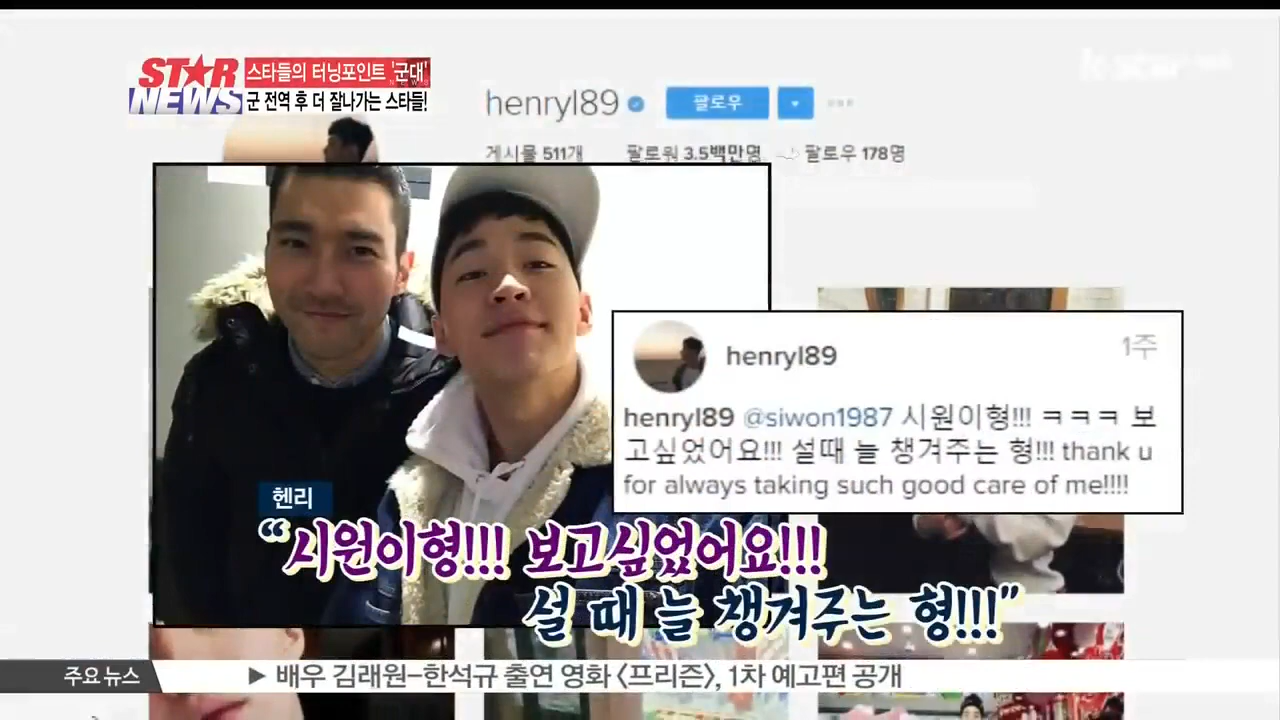 STAR NEWS
스타들의 터닝포인트 '군대'
군 전역 후 더 잘나가는 스타들!
kstar
henryl89 팔로우
게시물 511개 팔로워 3.5백만명 팔로우 178명
henryl89 1주
henryl89 @siwon1987 시원이형!!! ㅋㅋㅋ 보
고싶었어요!!! 설때 늘 챙겨주는 형!!! thank u
for always taking such good care of me!!!!
헨리
“시원이형!!! 보고싶었어요!!!
설 때 늘 챙겨주는 형!!!”
주요뉴스 ▶ 배우 김래원-한석규 출연 영화 〈프리즌〉, 1차 예고편 공개